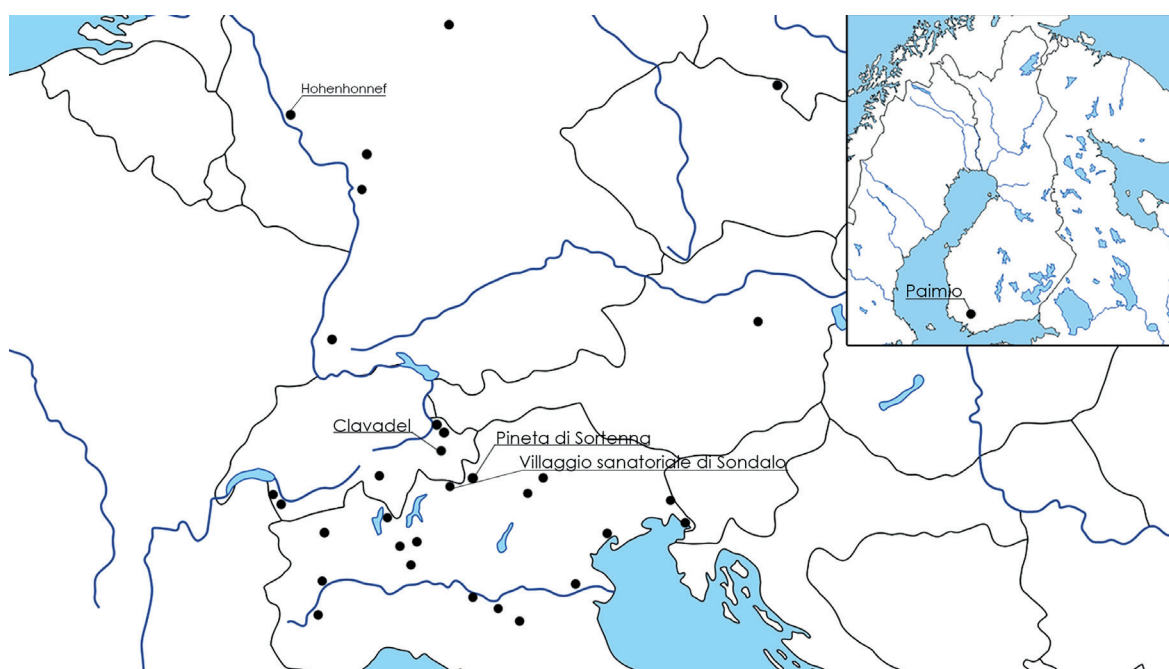 Hohenhonnef
Paimio
Clavadel
Pineta di Sortenna
Villaggio sanatoriale di Sondalo